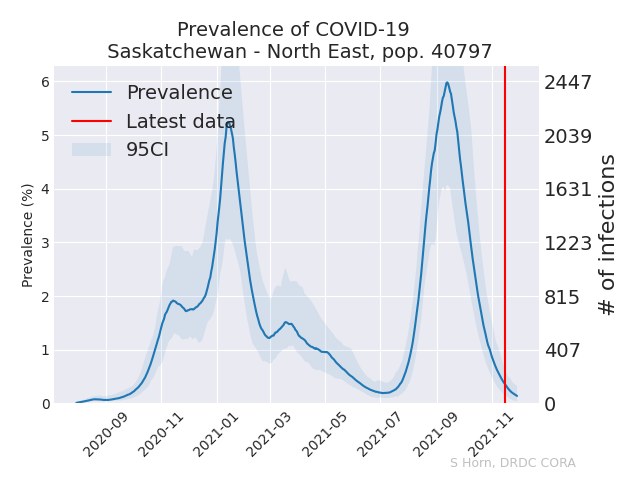 Prevalence of COVID-19
Saskatchewan - North East, pop. 40797
Prevalence
Latest data
95CI
Prevalence (%)
6
5
4
3
2
1
0
2447
2039
1631
1223
815
407
0
# of infections
2020-09
2020-11
2021-01
2021-03
2021-05
2021-07
2021-09
2021-11
S Horn, DRDC CORA